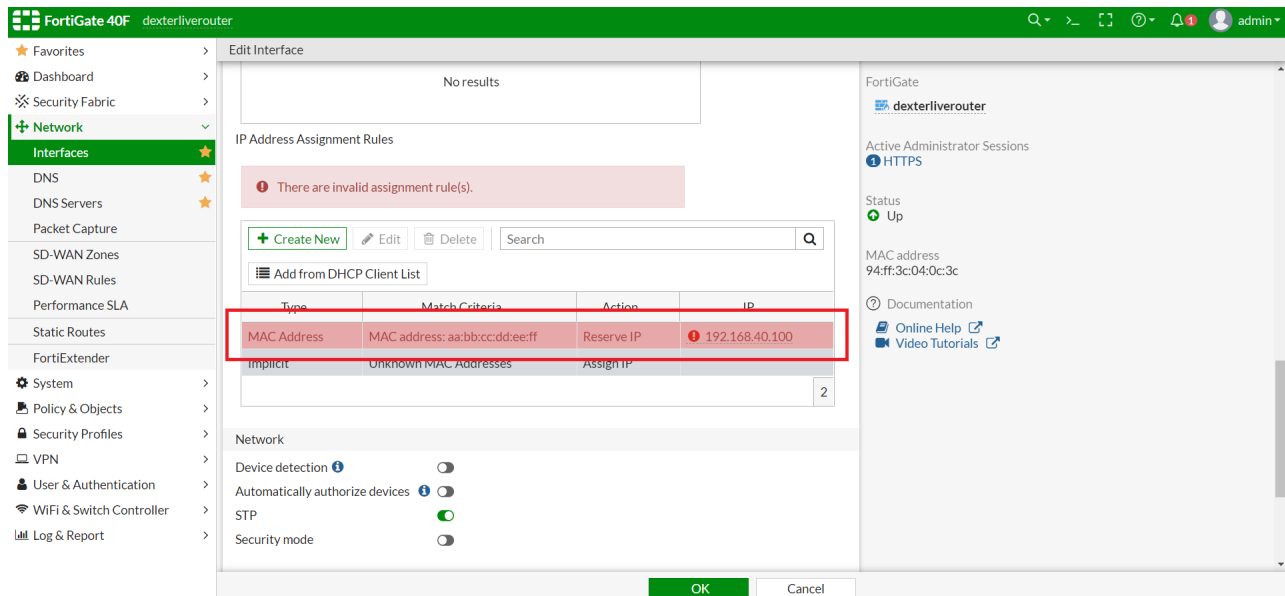 FortiGate 40F dexterliverouter
1 admin
Favorites
Dashboard
Security Fabric
Network
Interfaces
DNS
DNS Servers
Packet Capture
SD-WAN Zones
SD-WAN Rules
Performance SLA
Static Routes
FortiExtender
System
Policy & Objects
Security Profiles
VPN
User & Authentication
WiFi & Switch Controller
Log & Report
Edit Interface
No results
IP Address Assignment Rules
There are invalid assignment rule(s).
Create New Edit Delete Search
Add from DHCP Client List
Type Match Criteria Action IP
MAC Address MAC address: aa:bb:cc:dd:ee:ff Reserve IP 192.168.40.100
Implicit Unknown MAC Addresses Assign IP
2
Network
Device detection
Automatically authorize devices
STP
Security mode
OK Cancel
FortiGate
dexterliverouter
Active Administrator Sessions
1 HTTPS
Status
Up
MAC address
94:ff:3c:04:0c:3c
Documentation
Online Help
Video Tutorials